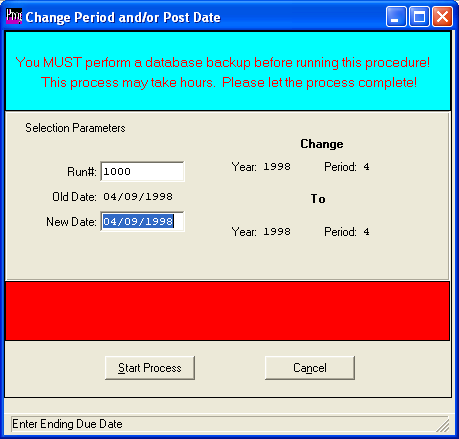 Change Period and/or Post Date
You MUST perform a database backup before running this procedure!
This process may take hours. Please let the process complete!
Selection Parameters
Change
Run#: 1000
Year: 1998 Period: 4
Old Date: 04/09/1998
To
New Date: 04/09/1998
Year: 1998 Period: 4
Start Process Cancel
Enter Ending Due Date